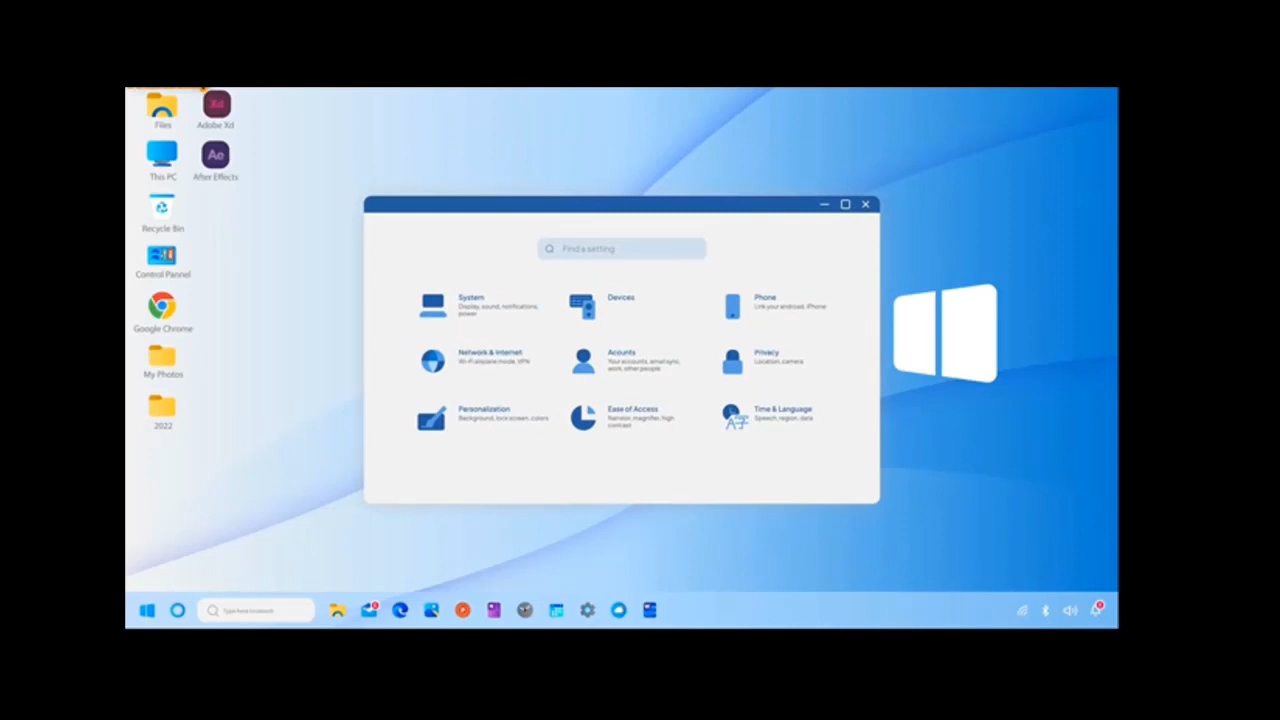 Files
Xd
Adobe Xd
This PC
Ae
After Effects
Recycle Bin
Control Pannel
Google Chrome
My Photos
2022
Find a setting
System
Display, sound, notifications,
power
Devices
Phone
Link your android, iPhone
Network & Internet
Wi-Fi airplane mode, VPN
Acounts
Your accounts, email sync,
work, other people
Privacy
Location, camera
Personalization
Background, lock screen, colors
Ease of Access
Narrator, magnifier, high
contrast
Time & Language
Speech, region, date
Type here to search